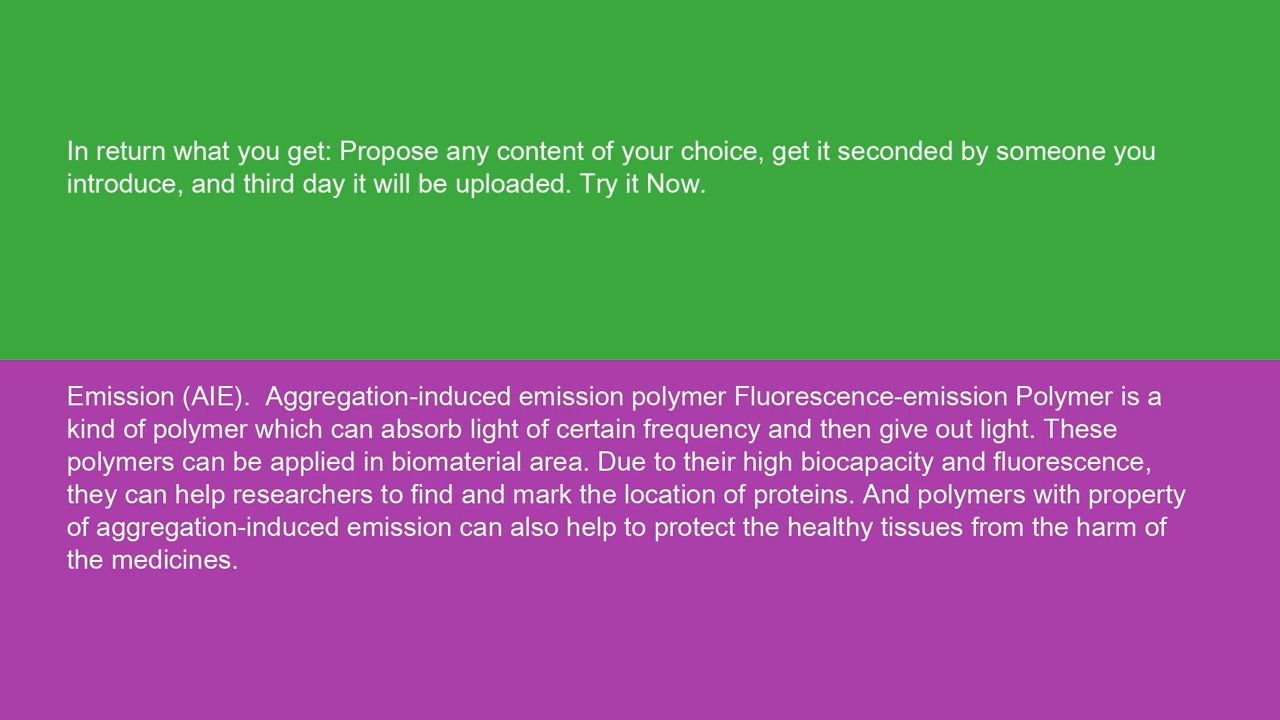 In return what you get: Propose any content of your choice, get it seconded by someone you
introduce, and third day it will be uploaded. Try it Now.
Emission (AIE).  Aggregation-induced emission polymer Fluorescence-emission Polymer is a
kind of polymer which can absorb light of certain frequency and then give out light. These
polymers can be applied in biomaterial area. Due to their high biocapacity and fluorescence,
they can help researchers to find and mark the location of proteins. And polymers with property
of aggregation-induced emission can also help to protect the healthy tissues from the harm of
the medicines.